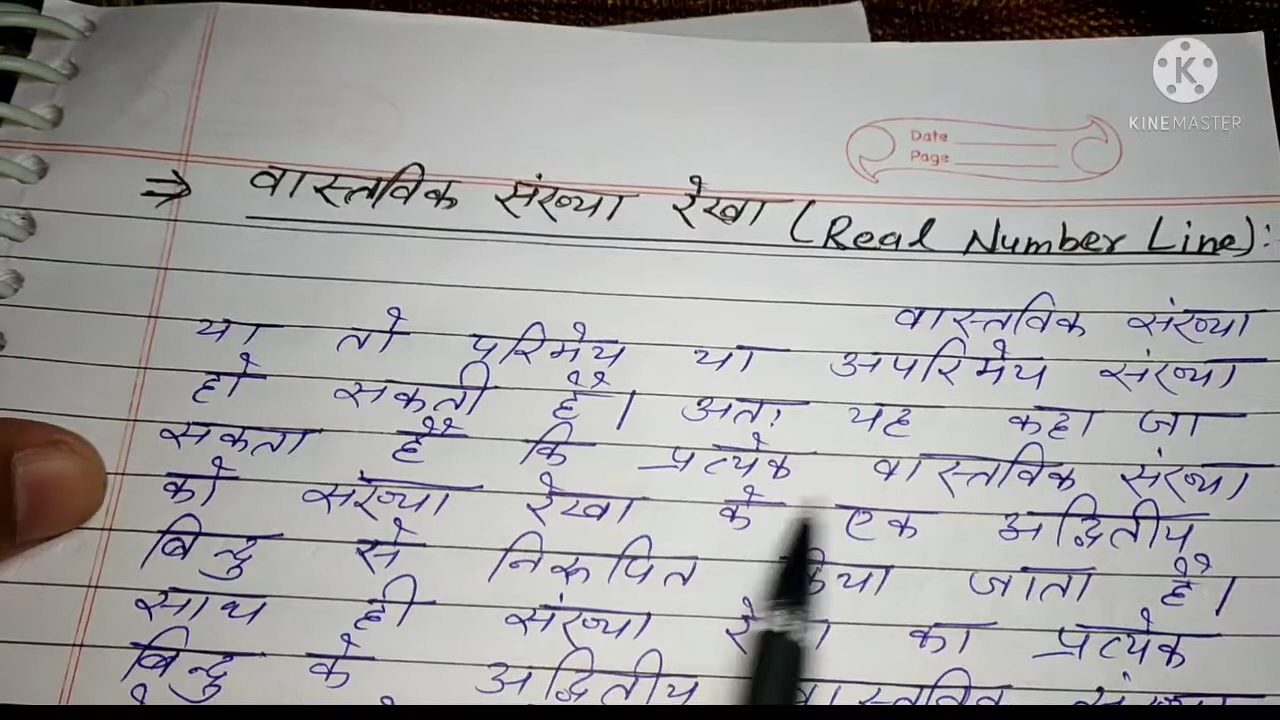 KINEMASTER
Date
Page
⇒ वास्तविक संख्या रेखा (Real Number Line):
वास्तविक संख्या
या तो परिमेय या अपरिमेय संख्या
हो सकती है। अतः यह कहा जा
सकता है कि प्रत्येक वास्तविक संख्या
को संख्या रेखा के एक अद्वितीय
बिन्दु से निरूपित किया जाता है।
साथ ही संख्या रेखा का प्रत्येक
बिन्दु के अद्वितीय वास्तविक